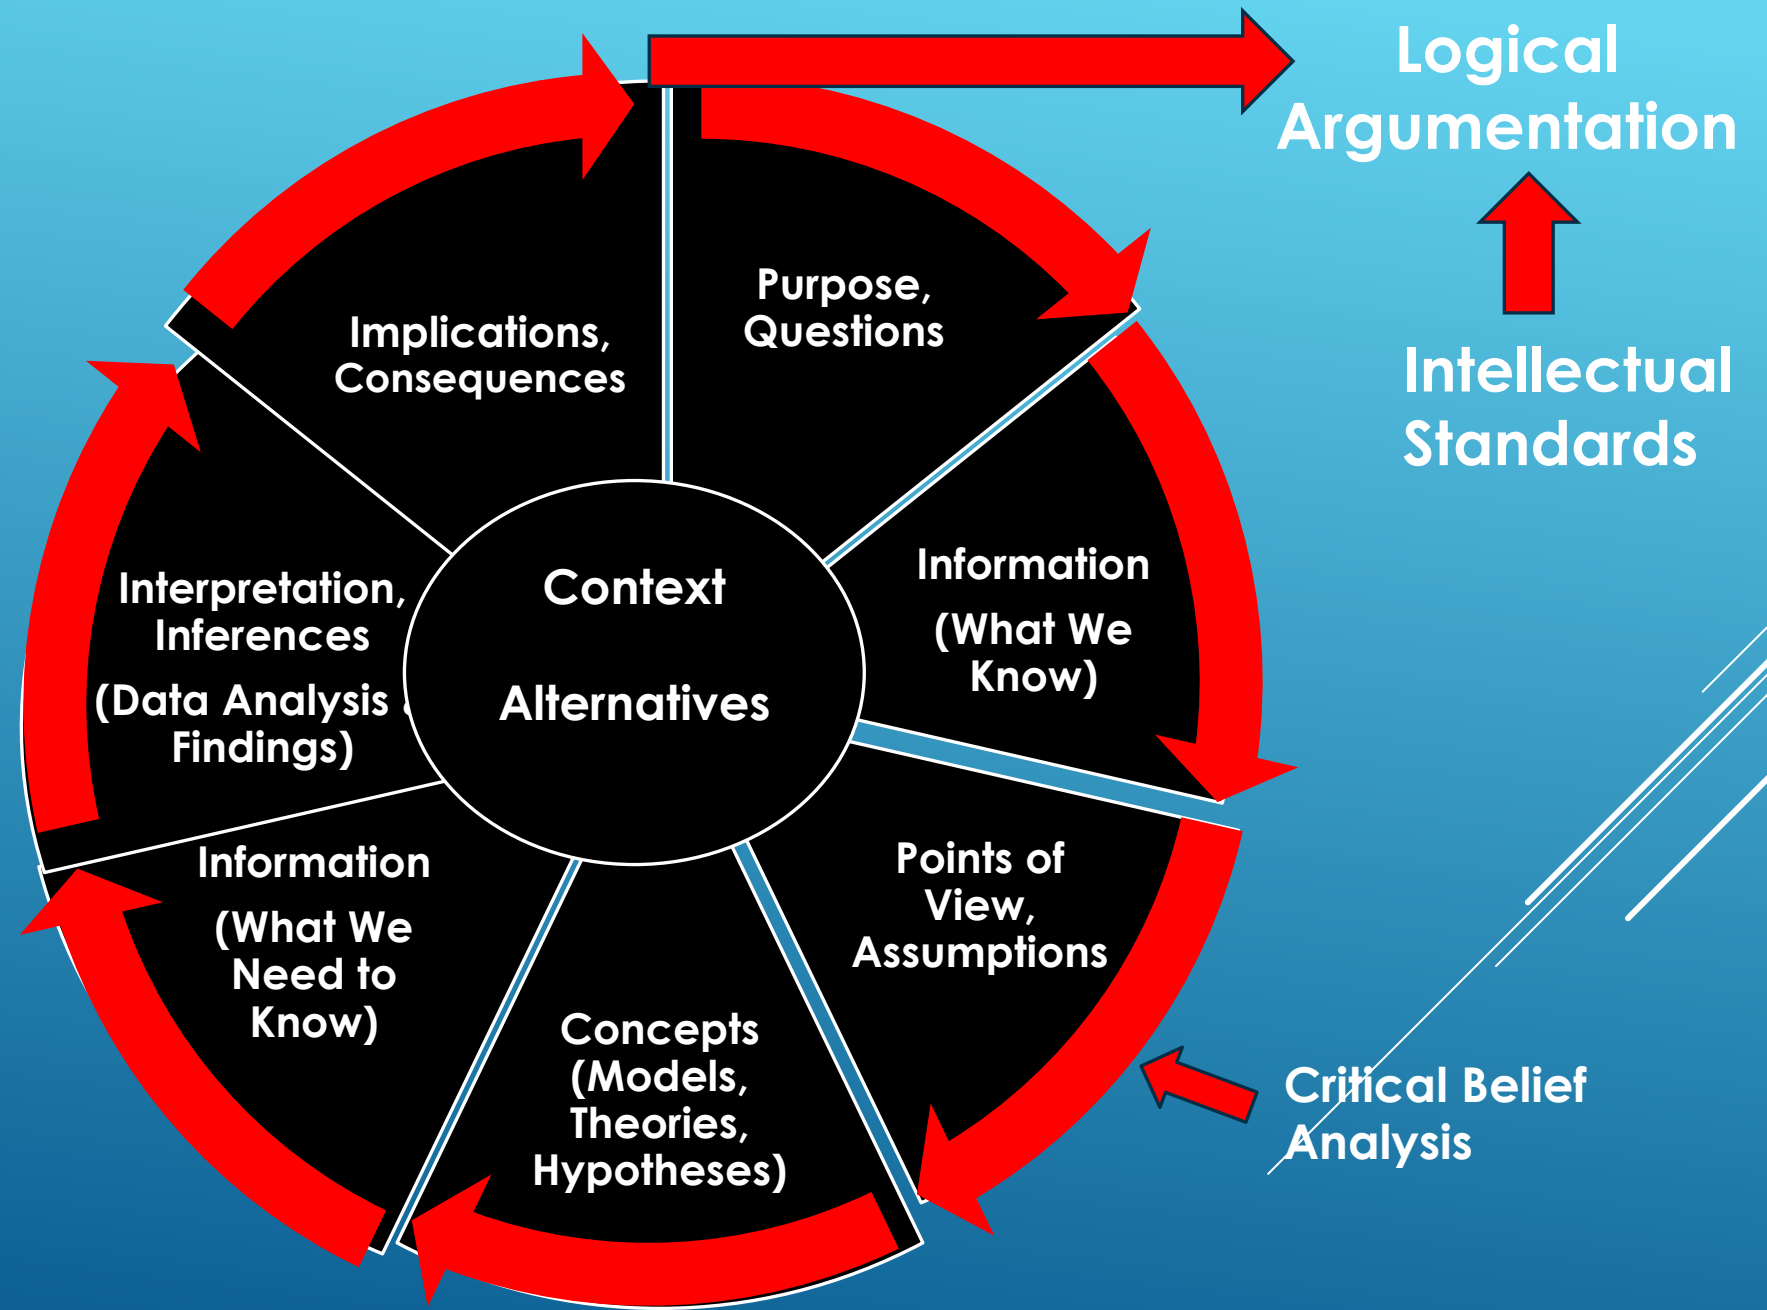 Logical
Argumentation
Intellectual
Standards
Purpose,
Questions
Information
(What We
Know)
Points of
View,
Assumptions
Critical Belief
Analysis
Concepts
(Models,
Theories,
Hypotheses)
Information
(What We
Need to
Know)
Interpretation,
Inferences
(Data Analysis
Findings)
Implications,
Consequences
Context
Alternatives